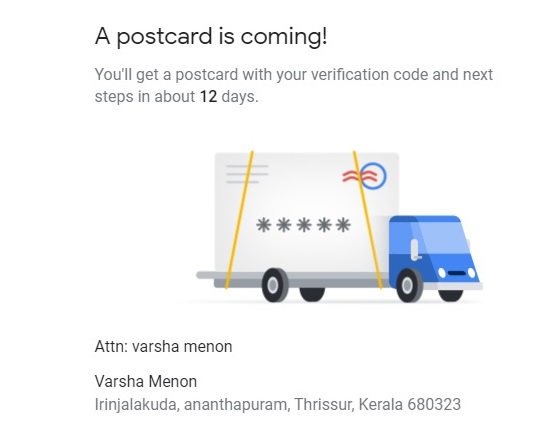 A postcard is coming!
You'll get a postcard with your verification code and next
steps in about 12 days.
*****
Attn: varsha menon
Varsha Menon
Irinjalakuda, ananthapuram, Thrissur, Kerala 680323